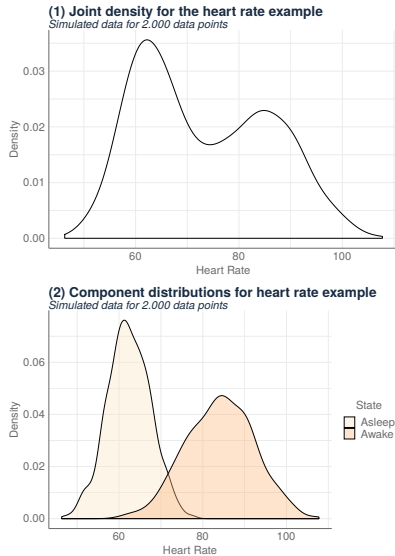 (1) Joint density for the heart rate example
Simulated data for 2.000 data points
0.03
0.02
0.01
0.00
Density
60 80 100
Heart Rate
(2) Component distributions for heart rate example
Simulated data for 2.000 data points
0.06
0.04
0.02
0.00
Density
60 80 100
Heart Rate
State
Asleep
Awake